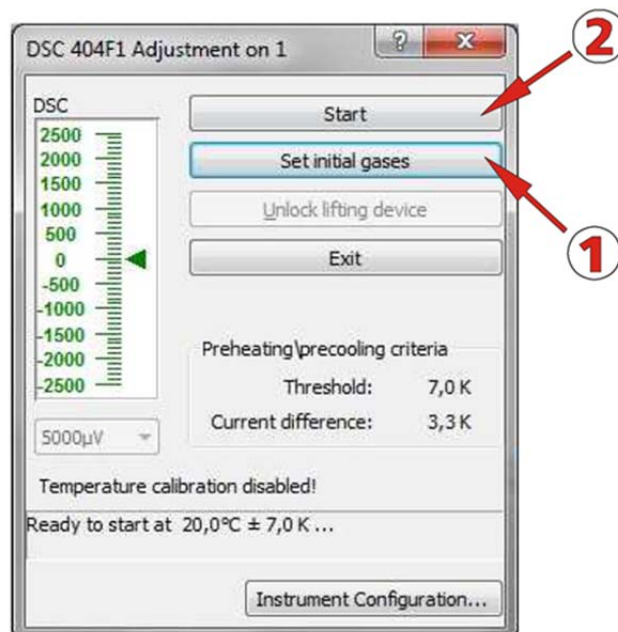 DSC 404F1 Adjustment on 1
?
x
2
DSC
2500
2000
1500
1000
500
0
-500
-1000
-1500
-2000
-2500
5000µV
Start
Set initial gases
1
Unlock lifting device
Exit
Preheating\precooling criteria
Threshold: 7,0 K
Current difference: 3,3 K
Temperature calibration disabled!
Ready to start at 20,0°C ± 7,0 K ...
Instrument Configuration...